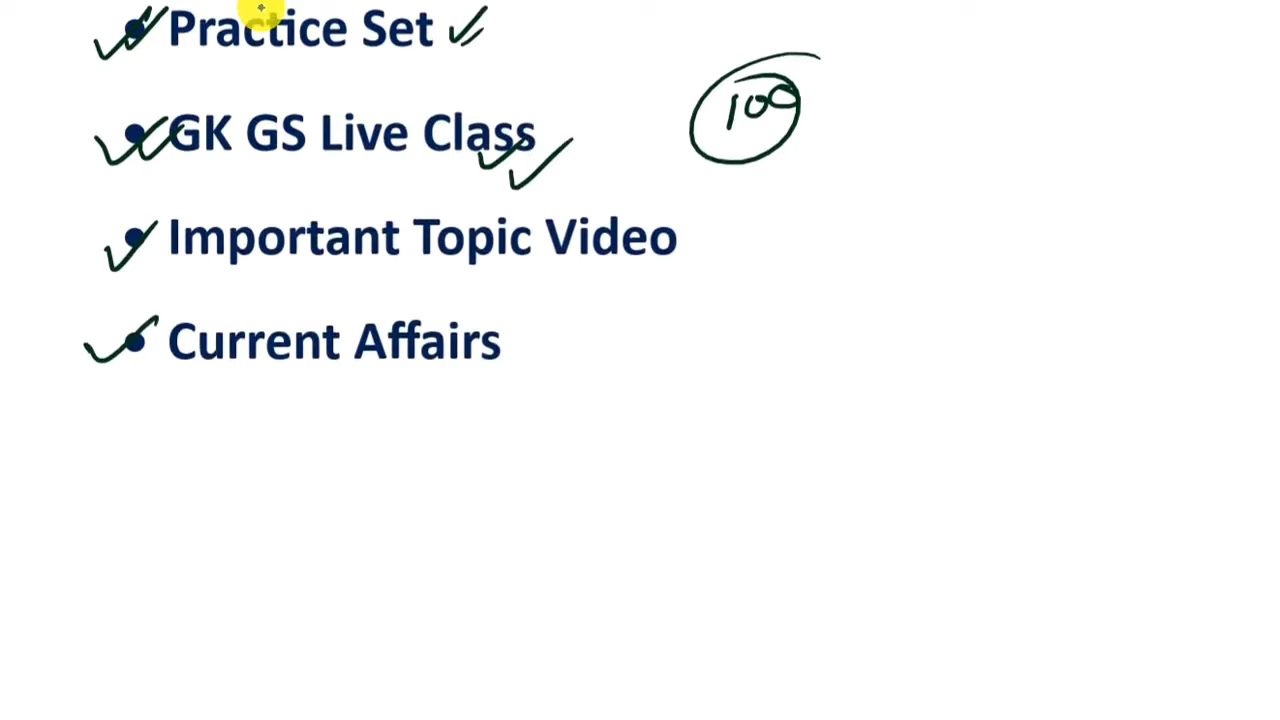 Practice Set
GK GS Live Class
100
Important Topic Video
Current Affairs